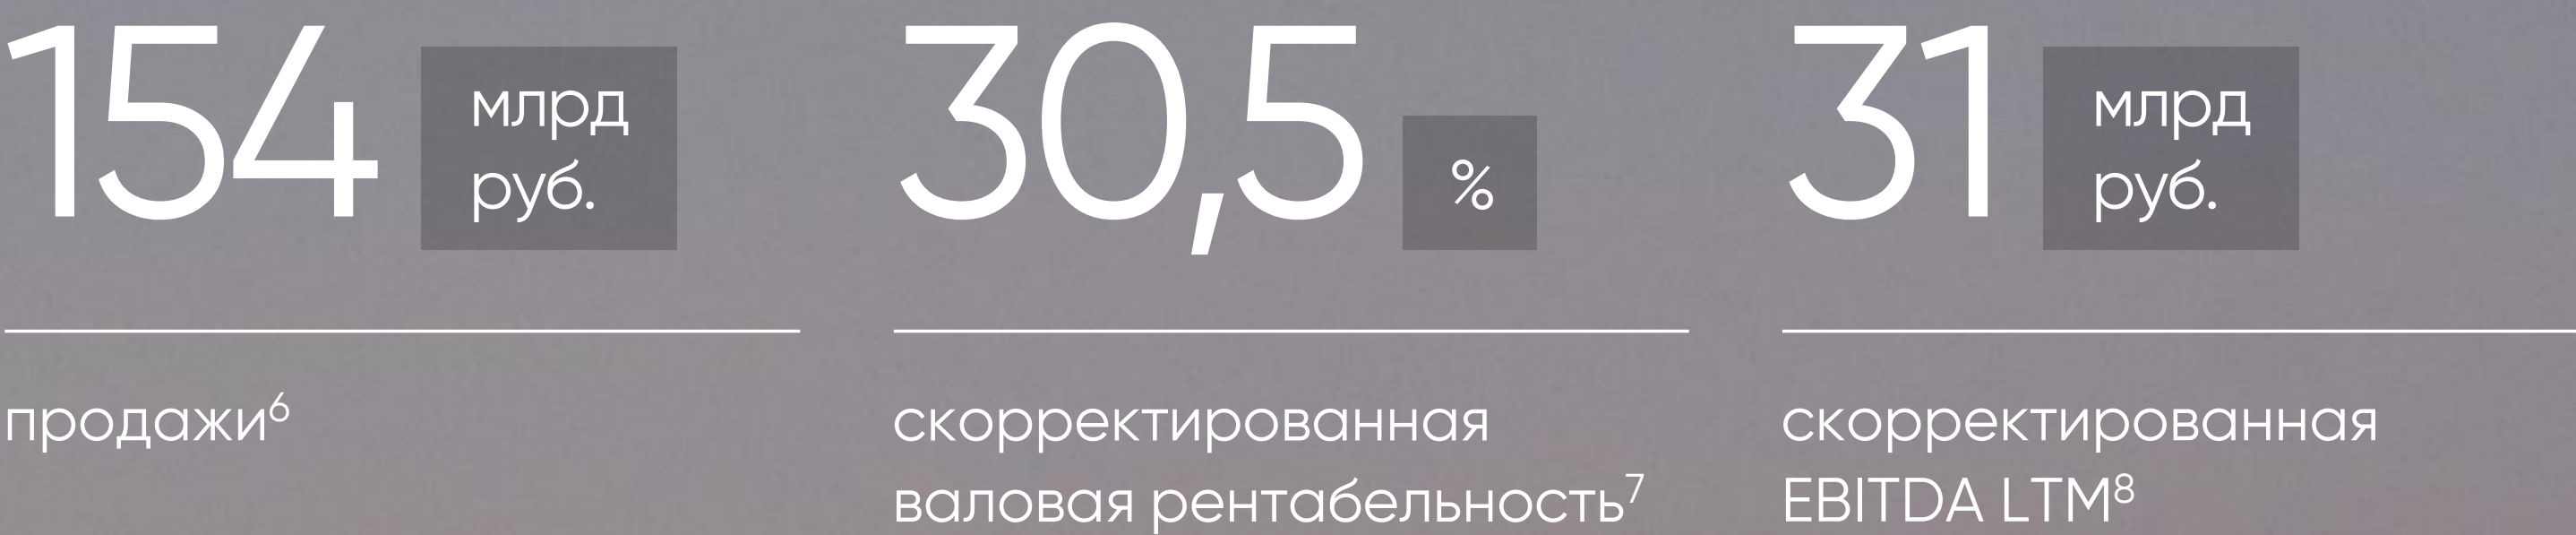 154 млрд руб.
продажи⁶
30,5 %
скорректированная
валовая рентабельность⁷
31 млрд руб.
скорректированная
EBITDA LTM⁸